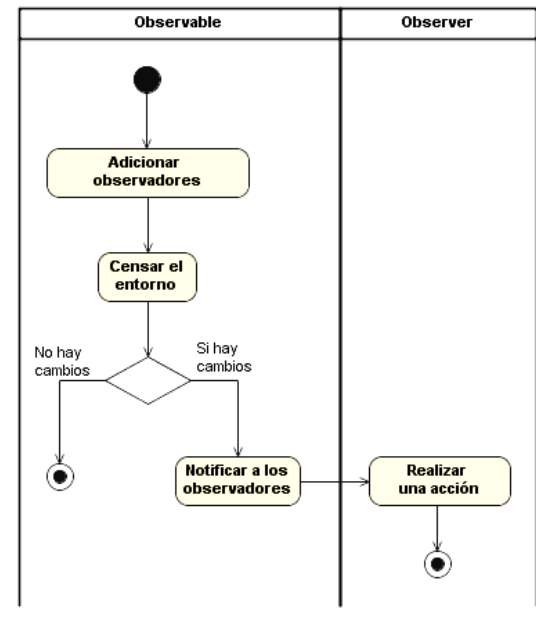 Observable
Observer
Adicionar
observadores
Censar el
entorno
No hay
cambios
Si hay
cambios
Notificar a los
observadores
Realizar
una acción